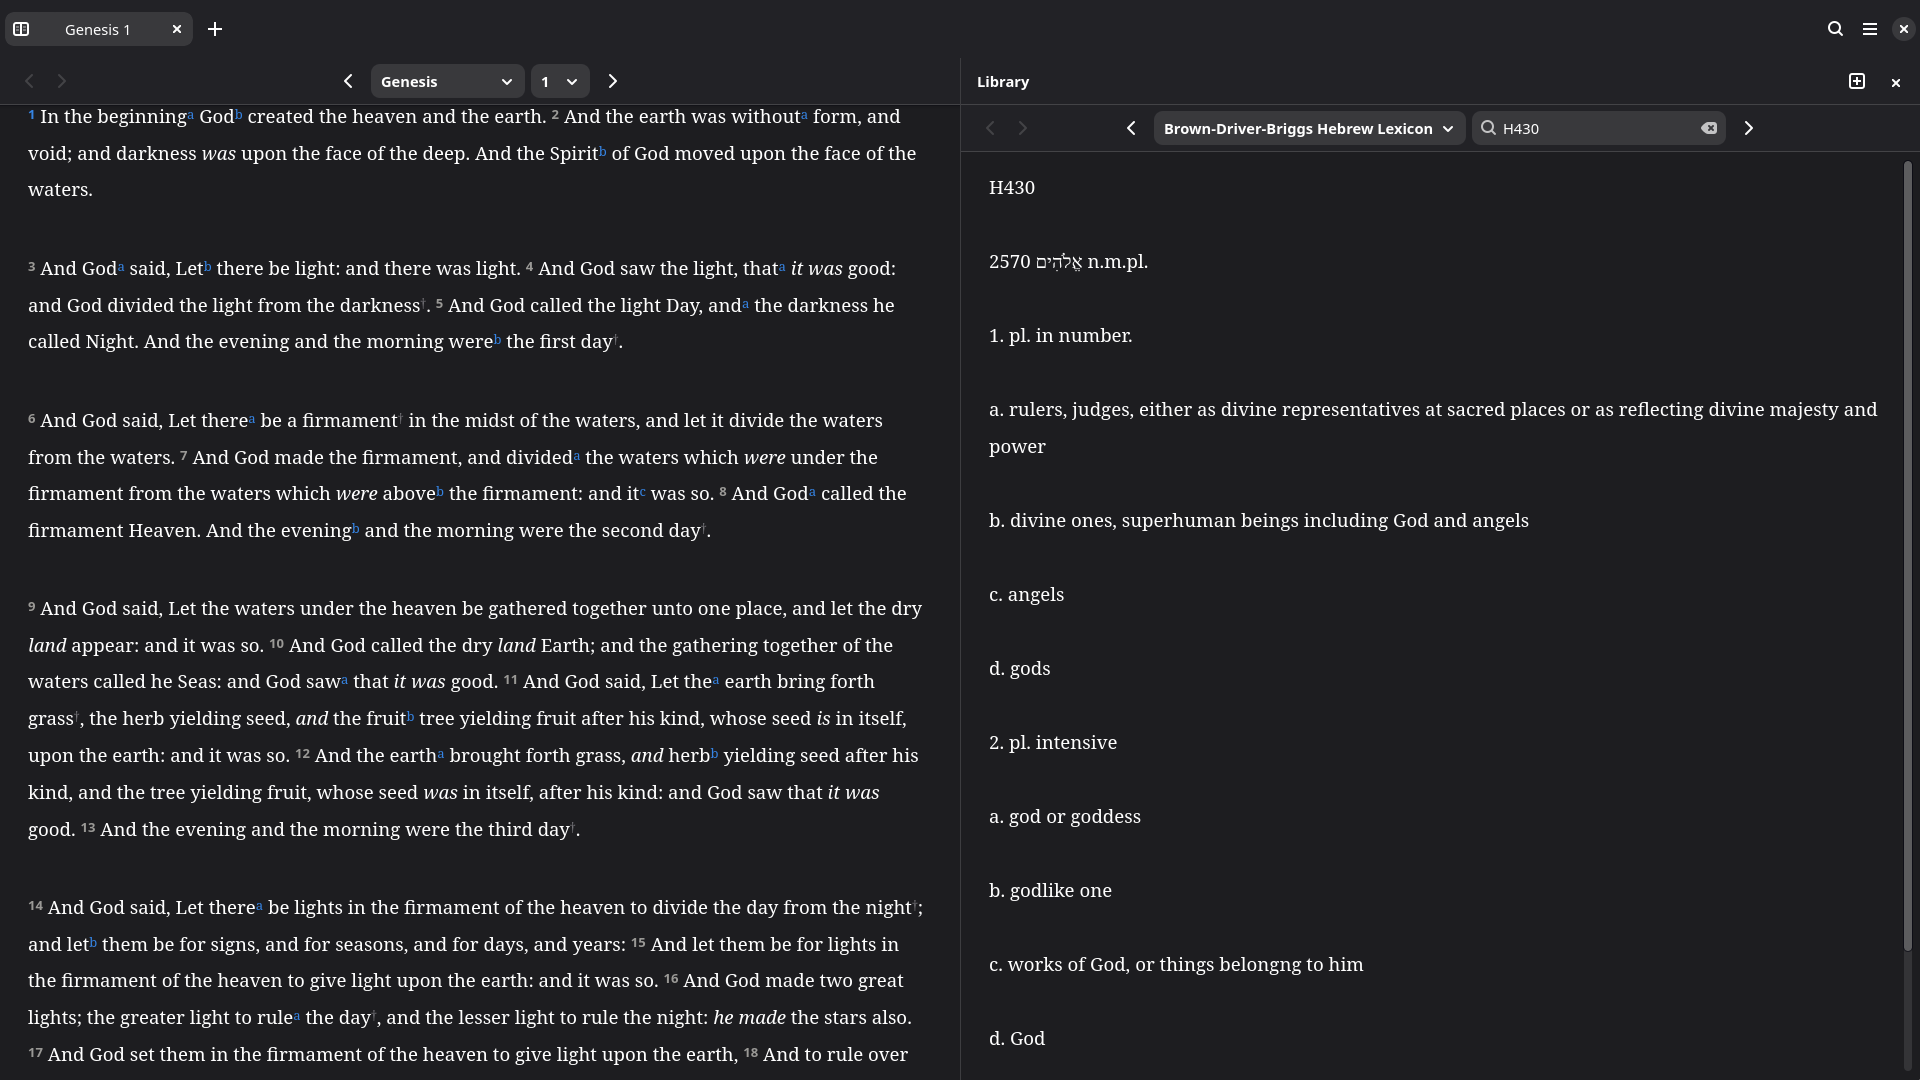 Genesis 1
Genesis
1
1 In the beginninga Godb created the heaven and the earth. 2 And the earth was withouta form, and
void; and darkness was upon the face of the deep. And the Spiritb of God moved upon the face of the
waters.
3 And Goda said, Letb there be light: and there was light. 4 And God saw the light, thata it was good:
and God divided the light from the darkness†. 5 And God called the light Day, anda the darkness he
called Night. And the evening and the morning wereb the first day†.
6 And God said, Let therea be a firmament† in the midst of the waters, and let it divide the waters
from the waters. 7 And God made the firmament, and divideda the waters which were under the
firmament from the waters which were aboveb the firmament: and itc was so. 8 And Goda called the
firmament Heaven. And the eveningb and the morning were the second day†.
9 And God said, Let the waters under the heaven be gathered together unto one place, and let the dry
land appear: and it was so. 10 And God called the dry land Earth; and the gathering together of the
waters called he Seas: and God sawa that it was good. 11 And God said, Let thea earth bring forth
grass†, the herb yielding seed, and the fruitb tree yielding fruit after his kind, whose seed is in itself,
upon the earth: and it was so. 12 And the eartha brought forth grass, and herbb yielding seed after his
kind, and the tree yielding fruit, whose seed was in itself, after his kind: and God saw that it was
good. 13 And the evening and the morning were the third day†.
14 And God said, Let therea be lights in the firmament of the heaven to divide the day from the night†;
and letb them be for signs, and for seasons, and for days, and years: 15 And let them be for lights in
the firmament of the heaven to give light upon the earth: and it was so. 16 And God made two great
lights; the greater light to rulea the day†, and the lesser light to rule the night: he made the stars also.
17 And God set them in the firmament of the heaven to give light upon the earth, 18 And to rule over
Library
Brown-Driver-Briggs Hebrew Lexicon
H430
H430
2570 אֱלֹהִים n.m.pl.
1. pl. in number.
a. rulers, judges, either as divine representatives at sacred places or as reflecting divine majesty and
power
b. divine ones, superhuman beings including God and angels
c. angels
d. gods
2. pl. intensive
a. god or goddess
b. godlike one
c. works of God, or things belongng to him
d. God